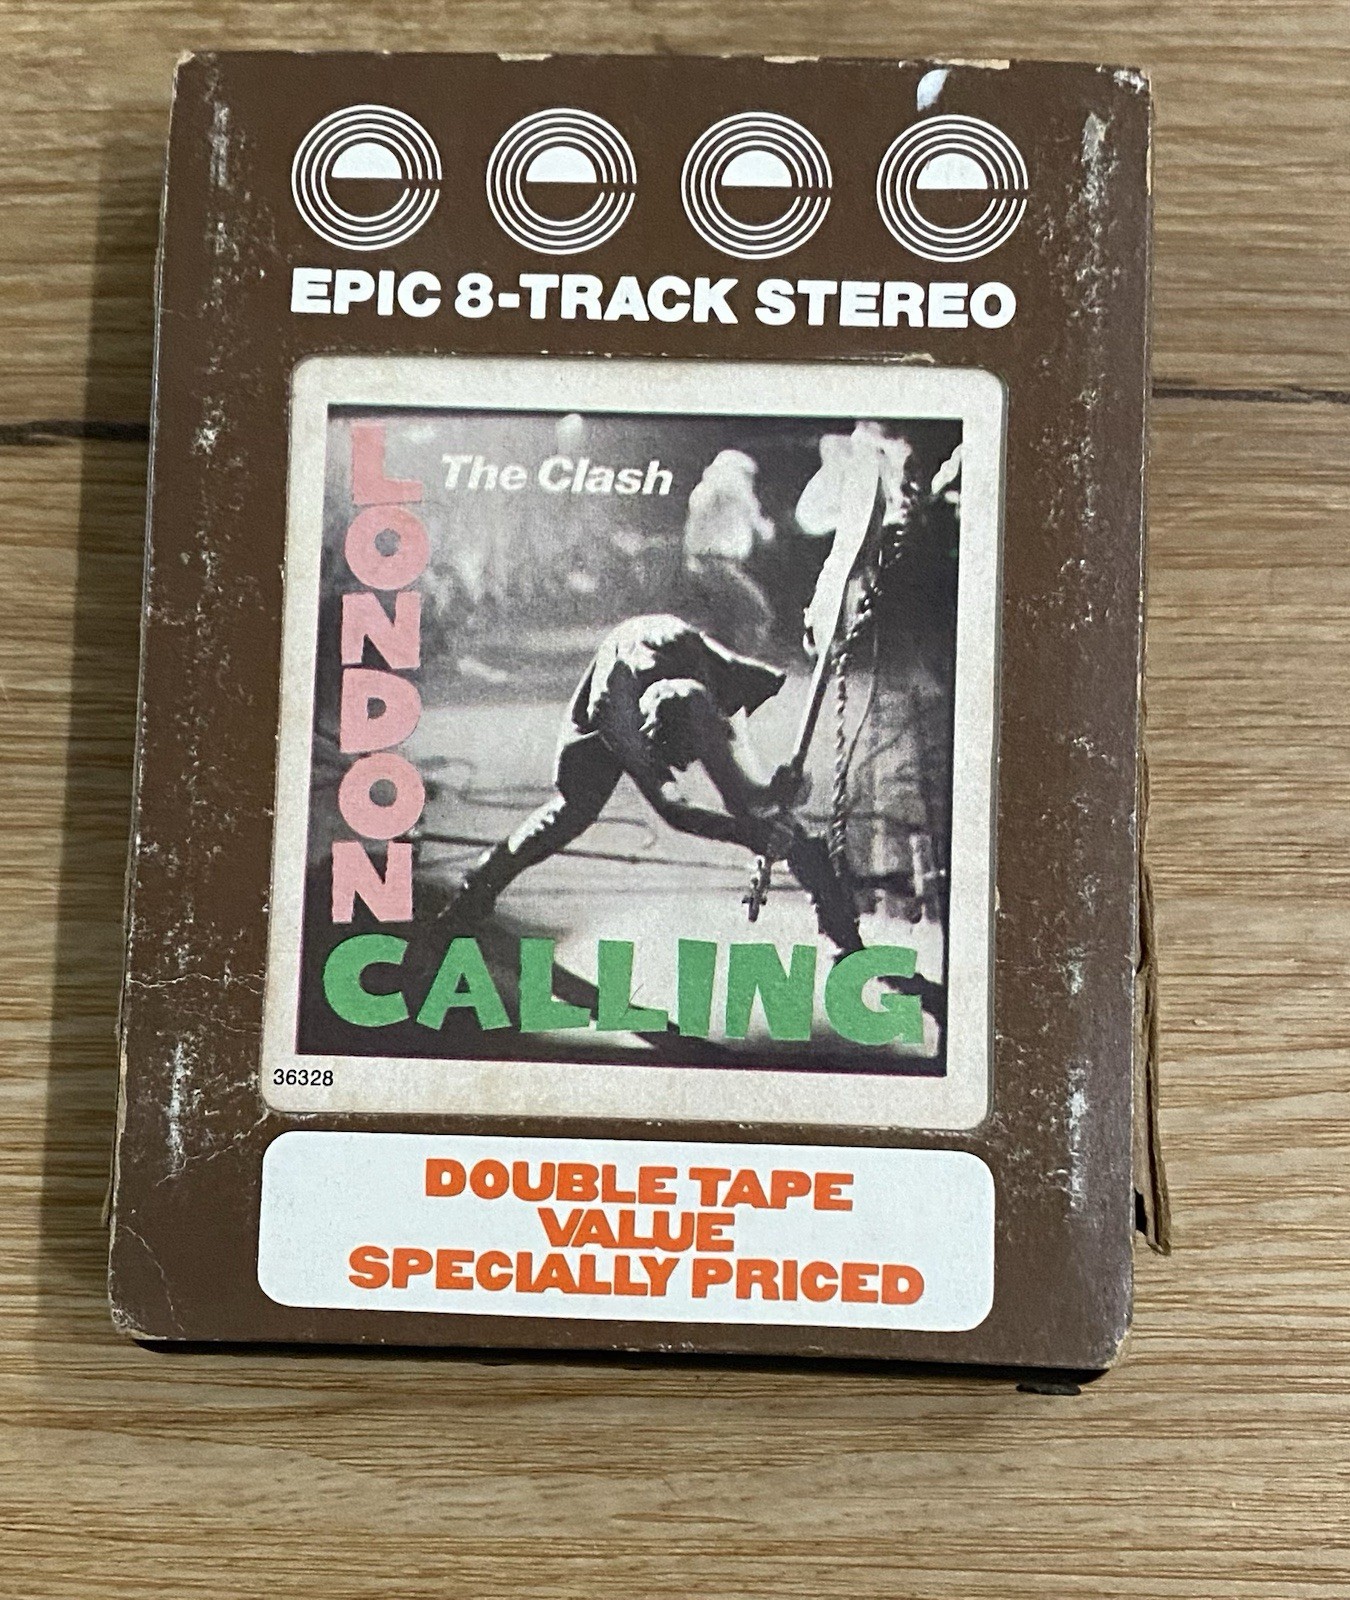 EPIC 8-TRACK STEREO
The Clash
LONDON
CALLING
36328
DOUBLE TAPE
VALUE
SPECIALLY PRICED